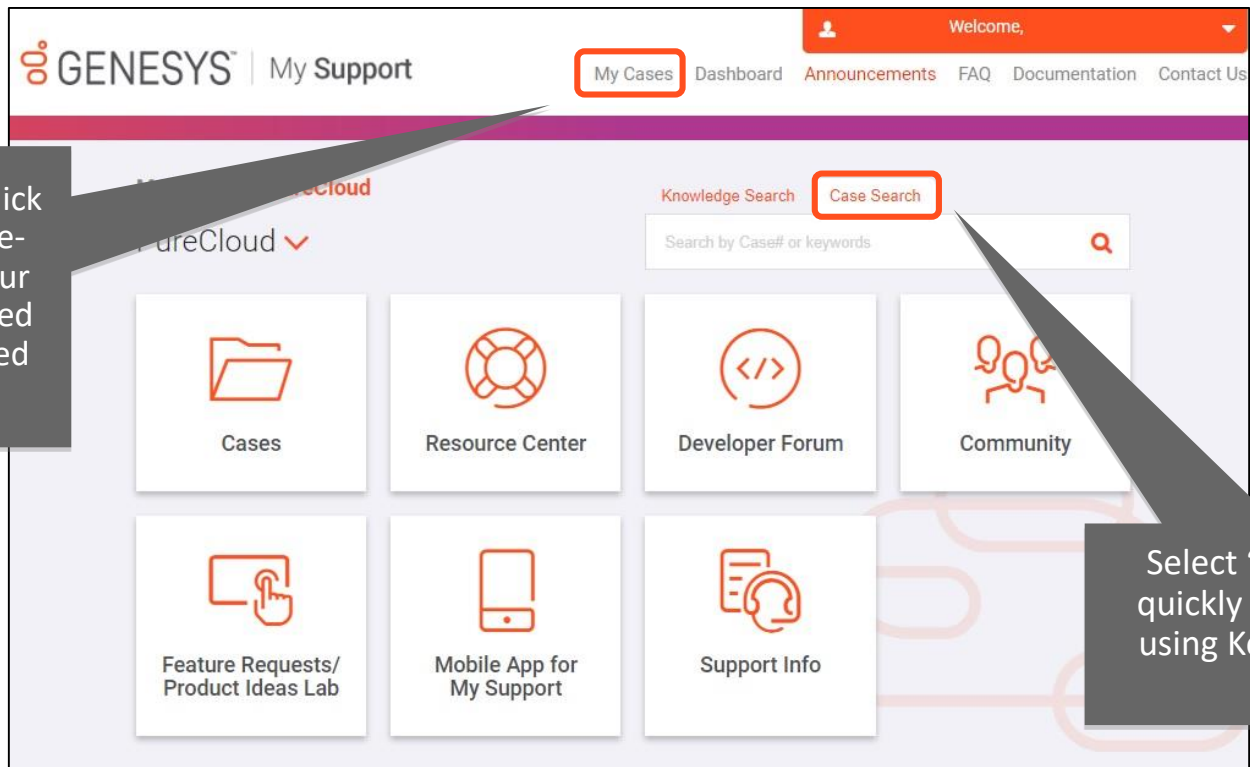 Welcome,
GENESYS™ | My Support
My Cases Dashboard Announcements FAQ Documentation Contact Us
PureCloud
Knowledge Search Case Search
Search by Case# or keywords
ick
e-
ur
ed
ed
Cases
Resource Center
</>
Developer Forum
Community
Feature Requests/
Product Ideas Lab
Mobile App for
My Support
Support Info
Select
quickly
using